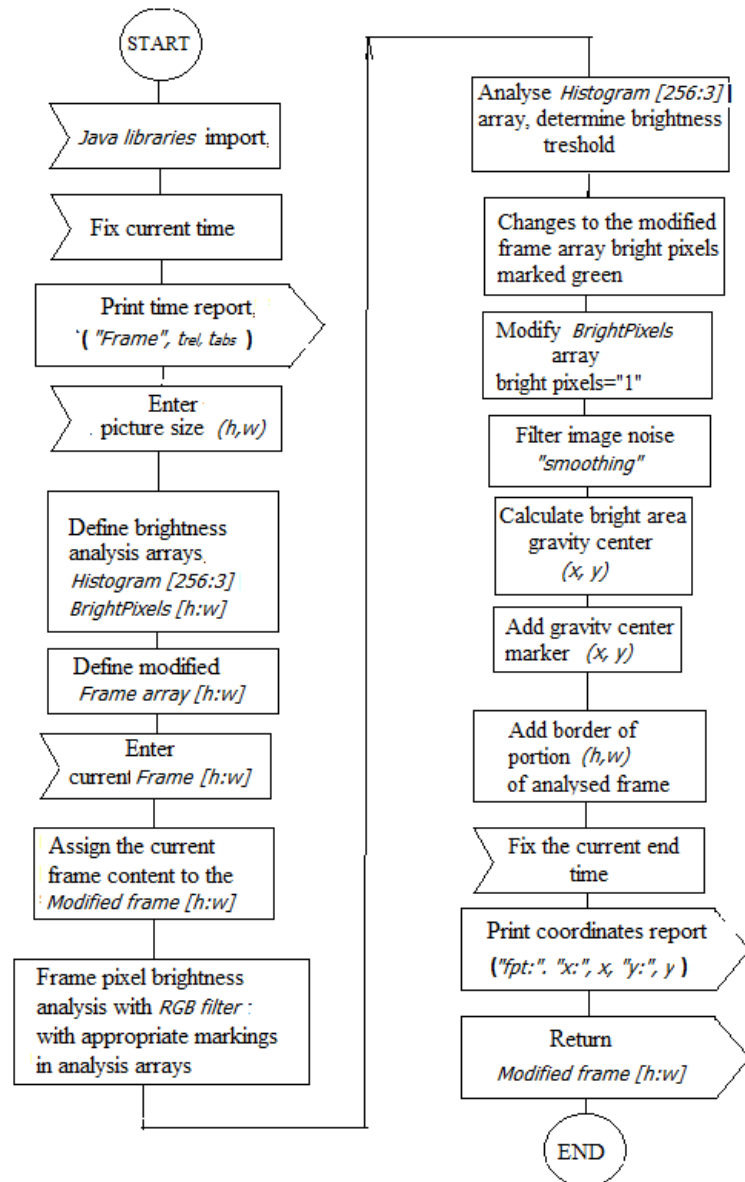 START
Java libraries import,
Fix current time
Print time report,
( "Frame", trel, tabs )
Enter
picture size (h,w)
Define brightness
analysis arrays,
Histogram [256:3]
BrightPixels [h:w]
Define modified
Frame array [h:w]
Enter
current Frame [h:w]
Assign the current
frame content to the
Modified frame [h:w]
Frame pixel brightness
analysis with RGB filter
with appropriate markings
in analysis arrays
Analyse Histogram [256:3]
array, determine brightness
treshold
Changes to the modified
frame array bright pixels
marked green
Modify BrightPixels
array
bright pixels="1"
Filter image noise
"smoothing"
Calculate bright area
gravity center
(x, y)
Add gravity center
marker (x, y)
Add border of
portion (h,w)
of analysed frame
Fix the current end
time
Print coordinates report
("fpt:". "x:", x, "y:", y )
Return
Modified frame [h:w]
END